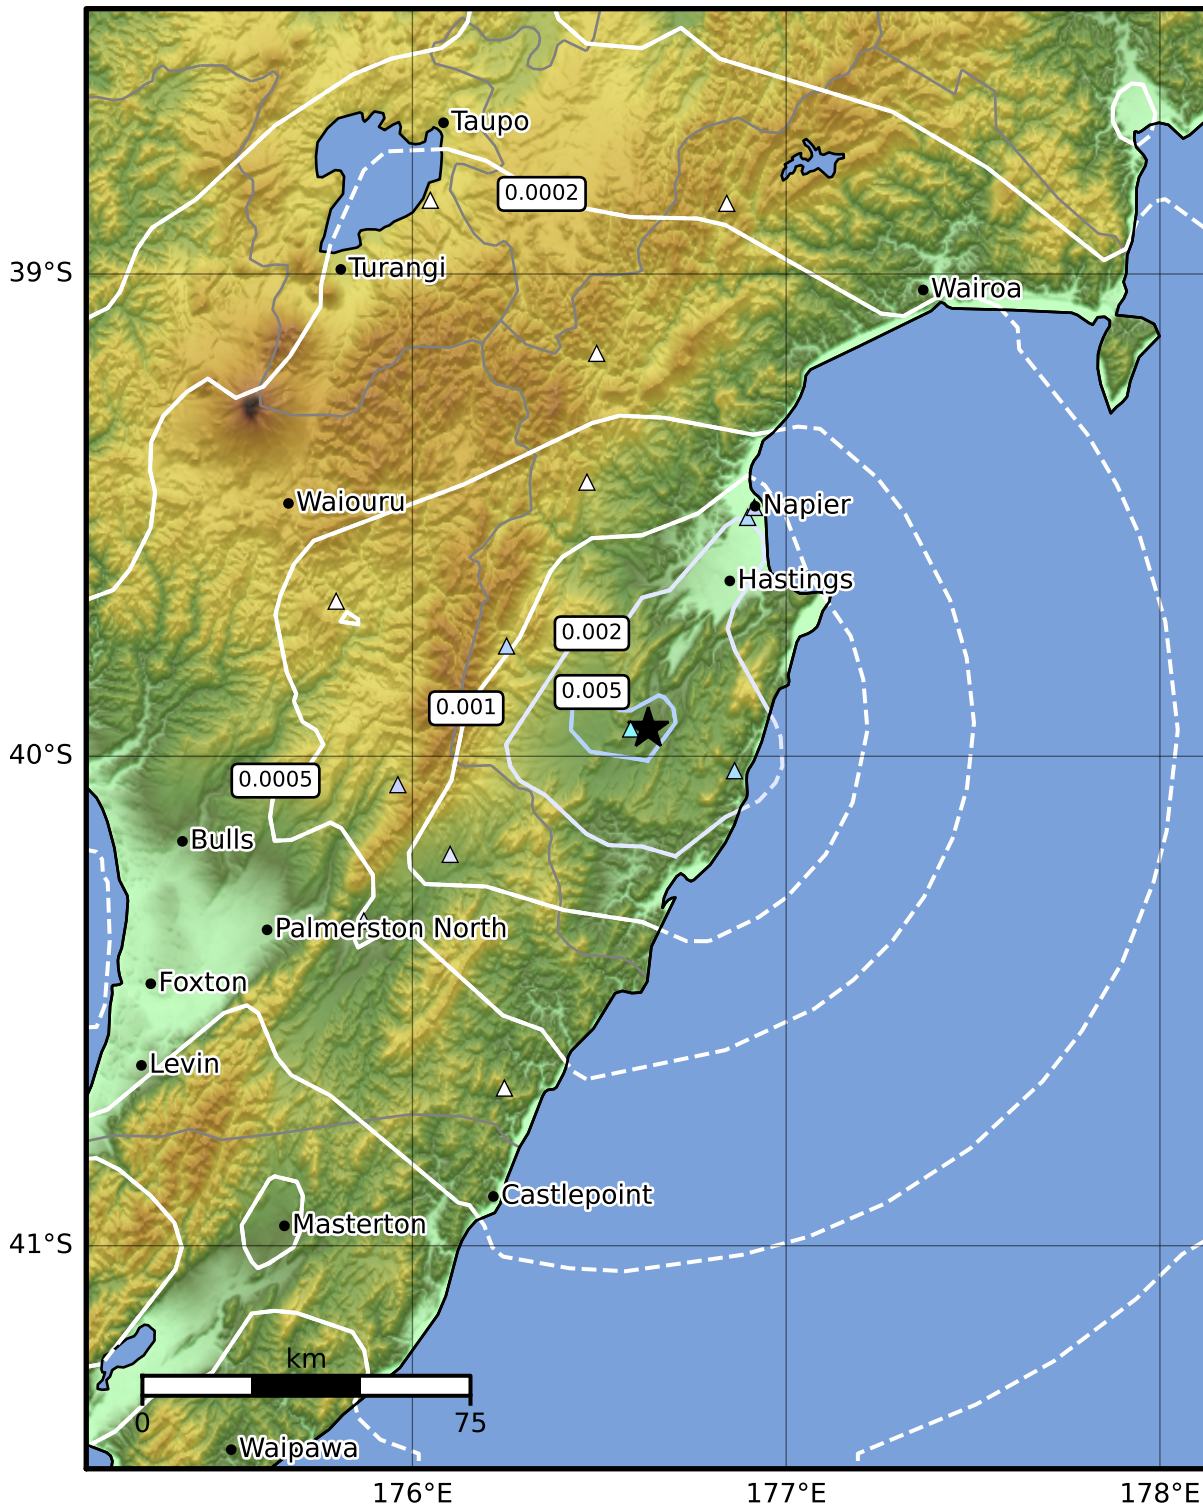 Taupo
0.0002
39°S
Turangi
Wairoa
Waiouru
Napier
Hastings
0.002
0.005
0.001
40°S
0.0005
Bulls
Palmerston North
Foxton
Levin
Castlepoint
Masterton
41°S
km
0
75
Waipawa
176°E
177°E
178°E